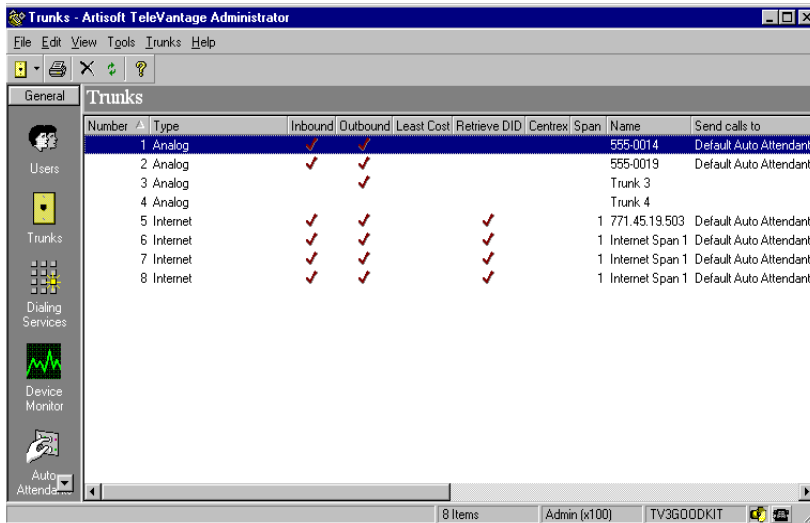 Trunks - Artisoft TeleVantage Administrator
File Edit View Tools Trunks Help
General Trunks
Number Type Inbound Outbound Least Cost Retrieve DID Centrex Span Name Send calls to
1 Analog 555-0014 Default Auto Attendant
2 Analog 555-0019 Default Auto Attendant
3 Analog Trunk 3
4 Analog Trunk 4
5 Internet 1 771.45.19.503 Default Auto Attendant
6 Internet 1 Internet Span 1 Default Auto Attendant
7 Internet 1 Internet Span 1 Default Auto Attendant
8 Internet 1 Internet Span 1 Default Auto Attendant
Users
Trunks
Dialing
Services
Device
Monitor
Auto
8 Items Admin (x100) TV3GOODKIT